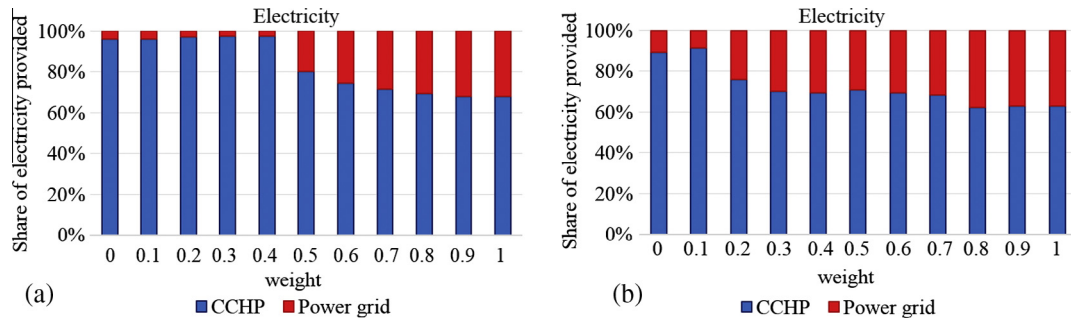 Electricity
Share of electricity provided
100%
80%
60%
40%
20%
0%
0 0.1 0.2 0.3 0.4 0.5 0.6 0.7 0.8 0.9 1
weight
(a)
CCHP Power grid
Electricity
Share of electricity provided
100%
80%
60%
40%
20%
0%
0 0.1 0.2 0.3 0.4 0.5 0.6 0.7 0.8 0.9 1
weight
(b)
CCHP Power grid